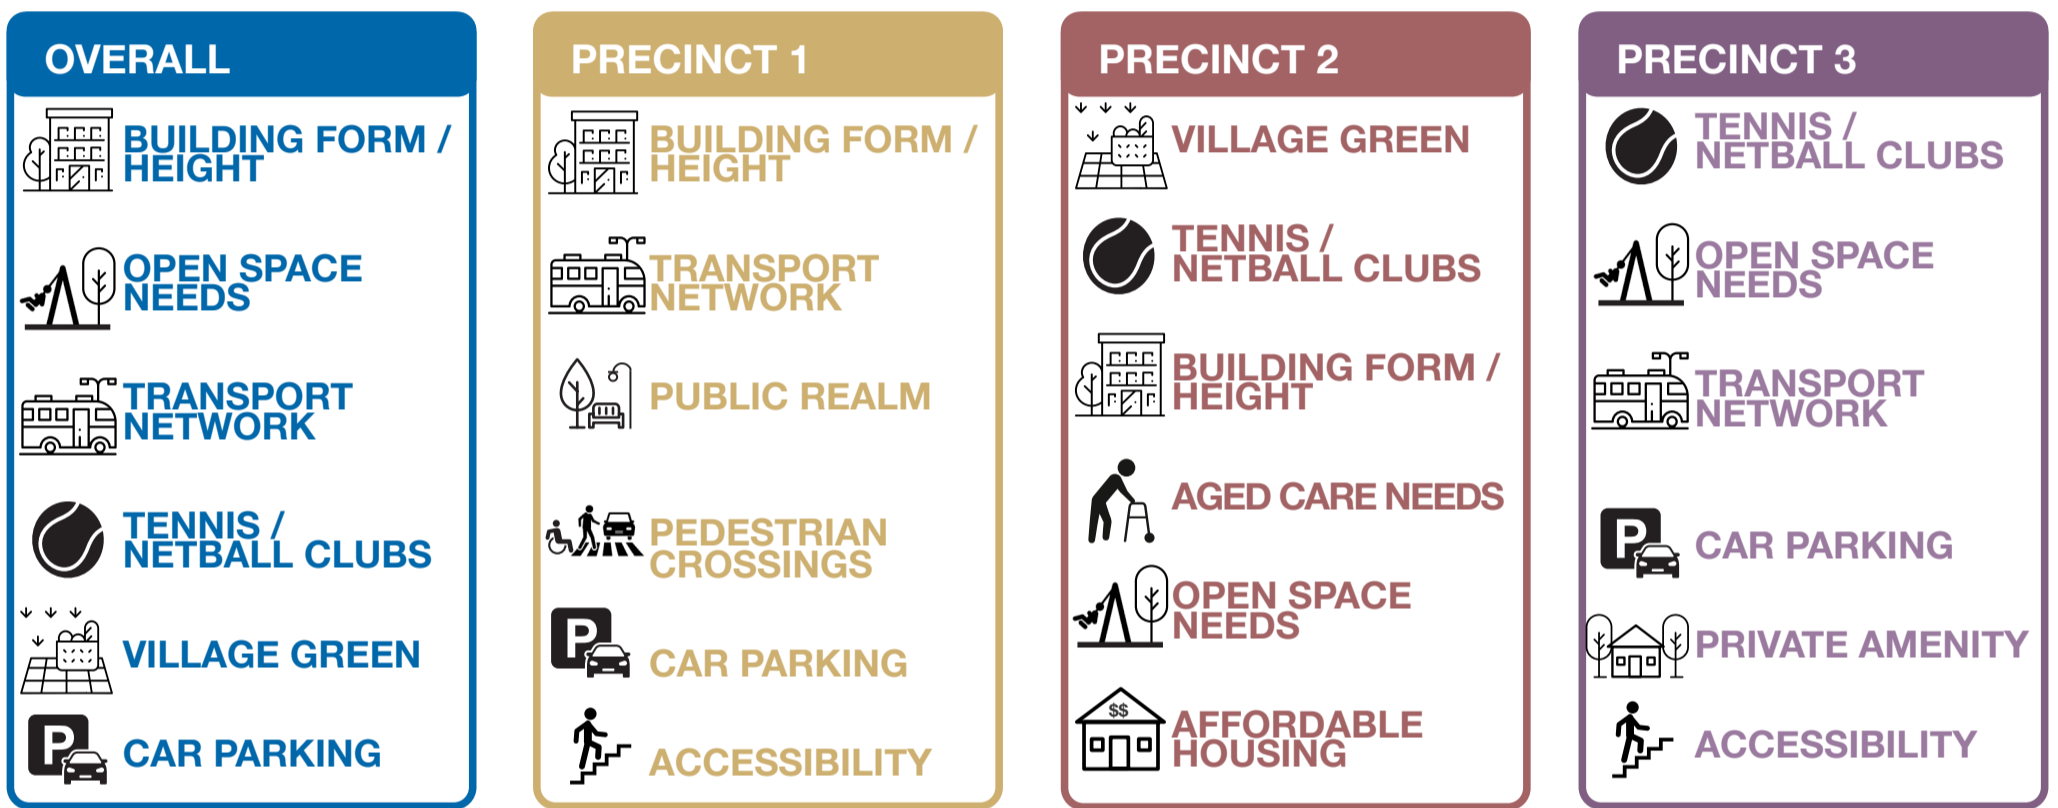 OVERALL
BUILDING FORM /
HEIGHT
OPEN SPACE
NEEDS
TRANSPORT
NETWORK
TENNIS /
NETBALL CLUBS
VILLAGE GREEN
P
CAR PARKING
PRECINCT 1
BUILDING FORM /
HEIGHT
TRANSPORT
NETWORK
PUBLIC REALM
PEDESTRIAN
CROSSINGS
P
CAR PARKING
ACCESSIBILITY
PRECINCT 2
VILLAGE GREEN
TENNIS /
NETBALL CLUBS
BUILDING FORM /
HEIGHT
AGED CARE NEEDS
OPEN SPACE
NEEDS
$$
AFFORDABLE
HOUSING
PRECINCT 3
TENNIS /
NETBALL CLUBS
OPEN SPACE
NEEDS
TRANSPORT
NETWORK
P
CAR PARKING
PRIVATE AMENITY
ACCESSIBILITY